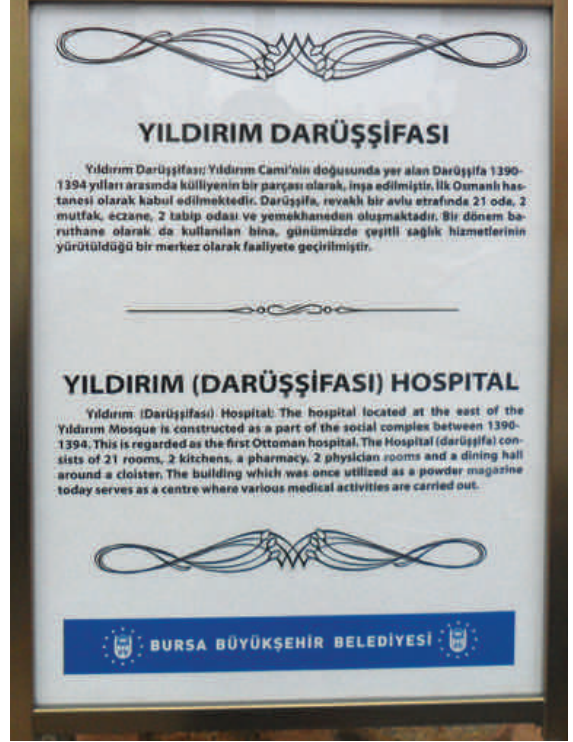 YILDIRIM DARÜŞŞİFASI
Yıldırım Darüşşifası; Yıldırım Cami'nin doğusunda yer alan Darüşşifa 1390-
1394 yılları arasında külliyenin bir parçası olarak, inşa edilmiştir. İlk Osmanlı has-
tanesi olarak kabul edilmektedir. Darüşşifa, revaklı bir avlu etrafında 21 oda, 2
mutfak, eczane, 2 tabip odası ve yemekhaneden oluşmaktadır. Bir dönem ba-
ruthane olarak da kullanılan bina, günümüzde çeşitli sağlık hizmetlerinin
yürütüldüğü bir merkez olarak faaliyete geçirilmiştir.
YILDIRIM (DARÜŞŞİFASI) HOSPITAL
Yıldırım (Darüşşifası) Hospital; The hospital located at the east of the
Yıldırım Mosque is constructed as a part of the social complex between 1390-
1394. This is regarded as the first Ottoman hospital. The Hospital (darüşşifa) con-
sists of 21 rooms, 2 kitchens, a pharmacy, 2 physician rooms and a dining hall
around a cloister. The building which was once utilized as a powder magazine
today serves as a centre where various medical activities are carried out.
BURSA BÜYÜKŞEHİR BELEDİYESİ